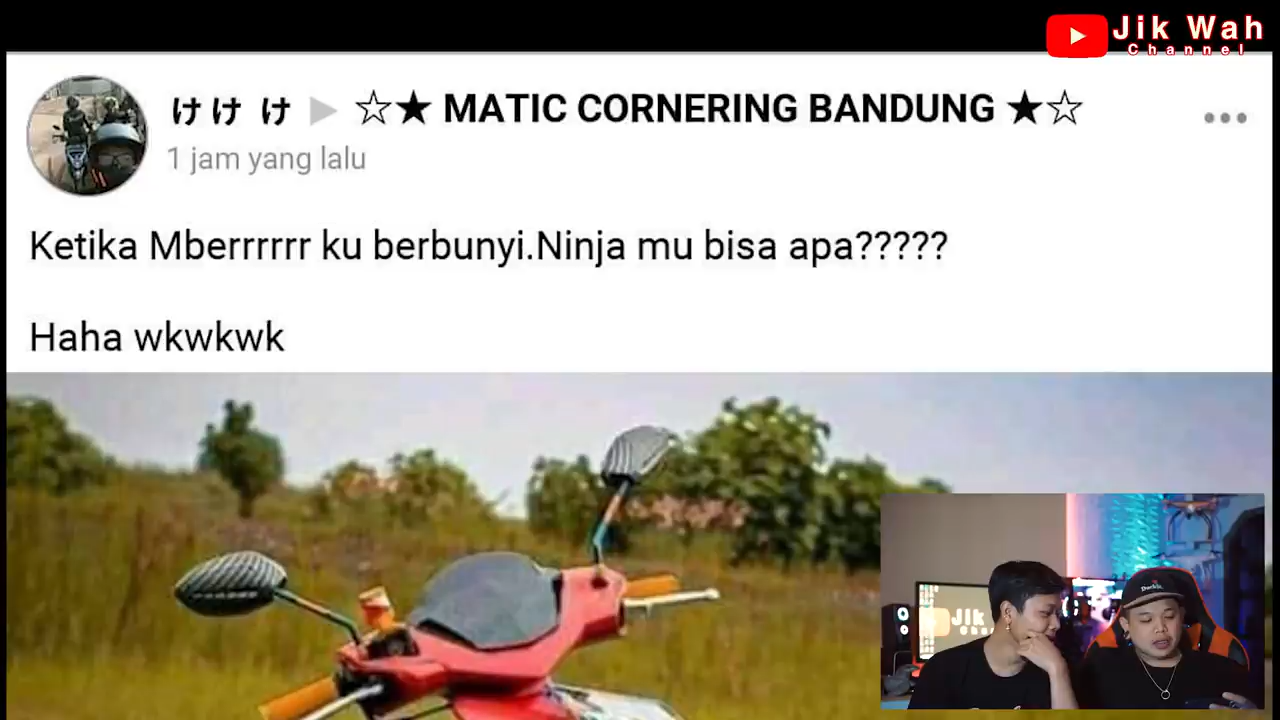 Jik Wah
Channel
け け け ▶ ☆★ MATIC CORNERING BANDUNG ★☆
1 jam yang lalu
Ketika Mberrrrrr ku berbunyi.Ninja mu bisa apa?????
Haha wkwkwk
JIK